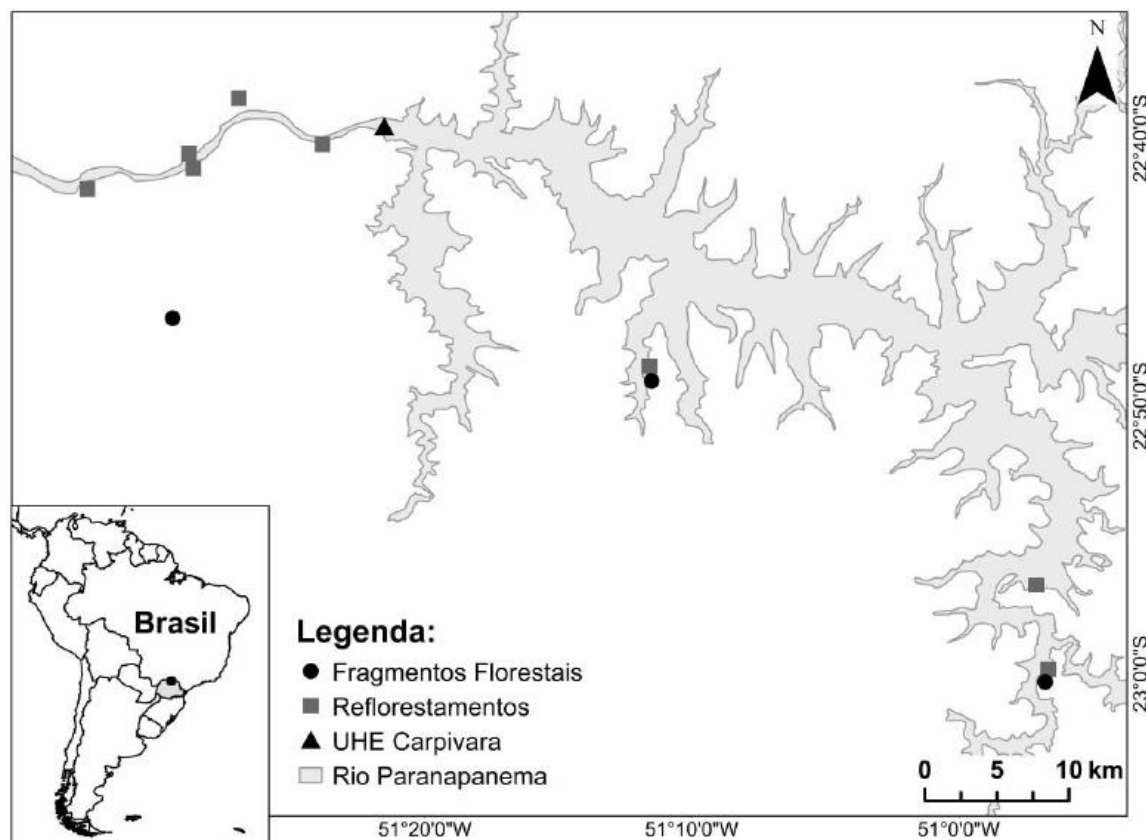 N
22°40'0"S
22°50'0"S
23°0'0"S
Brasil
Legenda:
Fragmentos Florestais
Reflorestamentos
UHE Carpivara
Rio Paranapanema
0 5 10 km
51°20'0"W 51°10'0"W 51°0'0"W